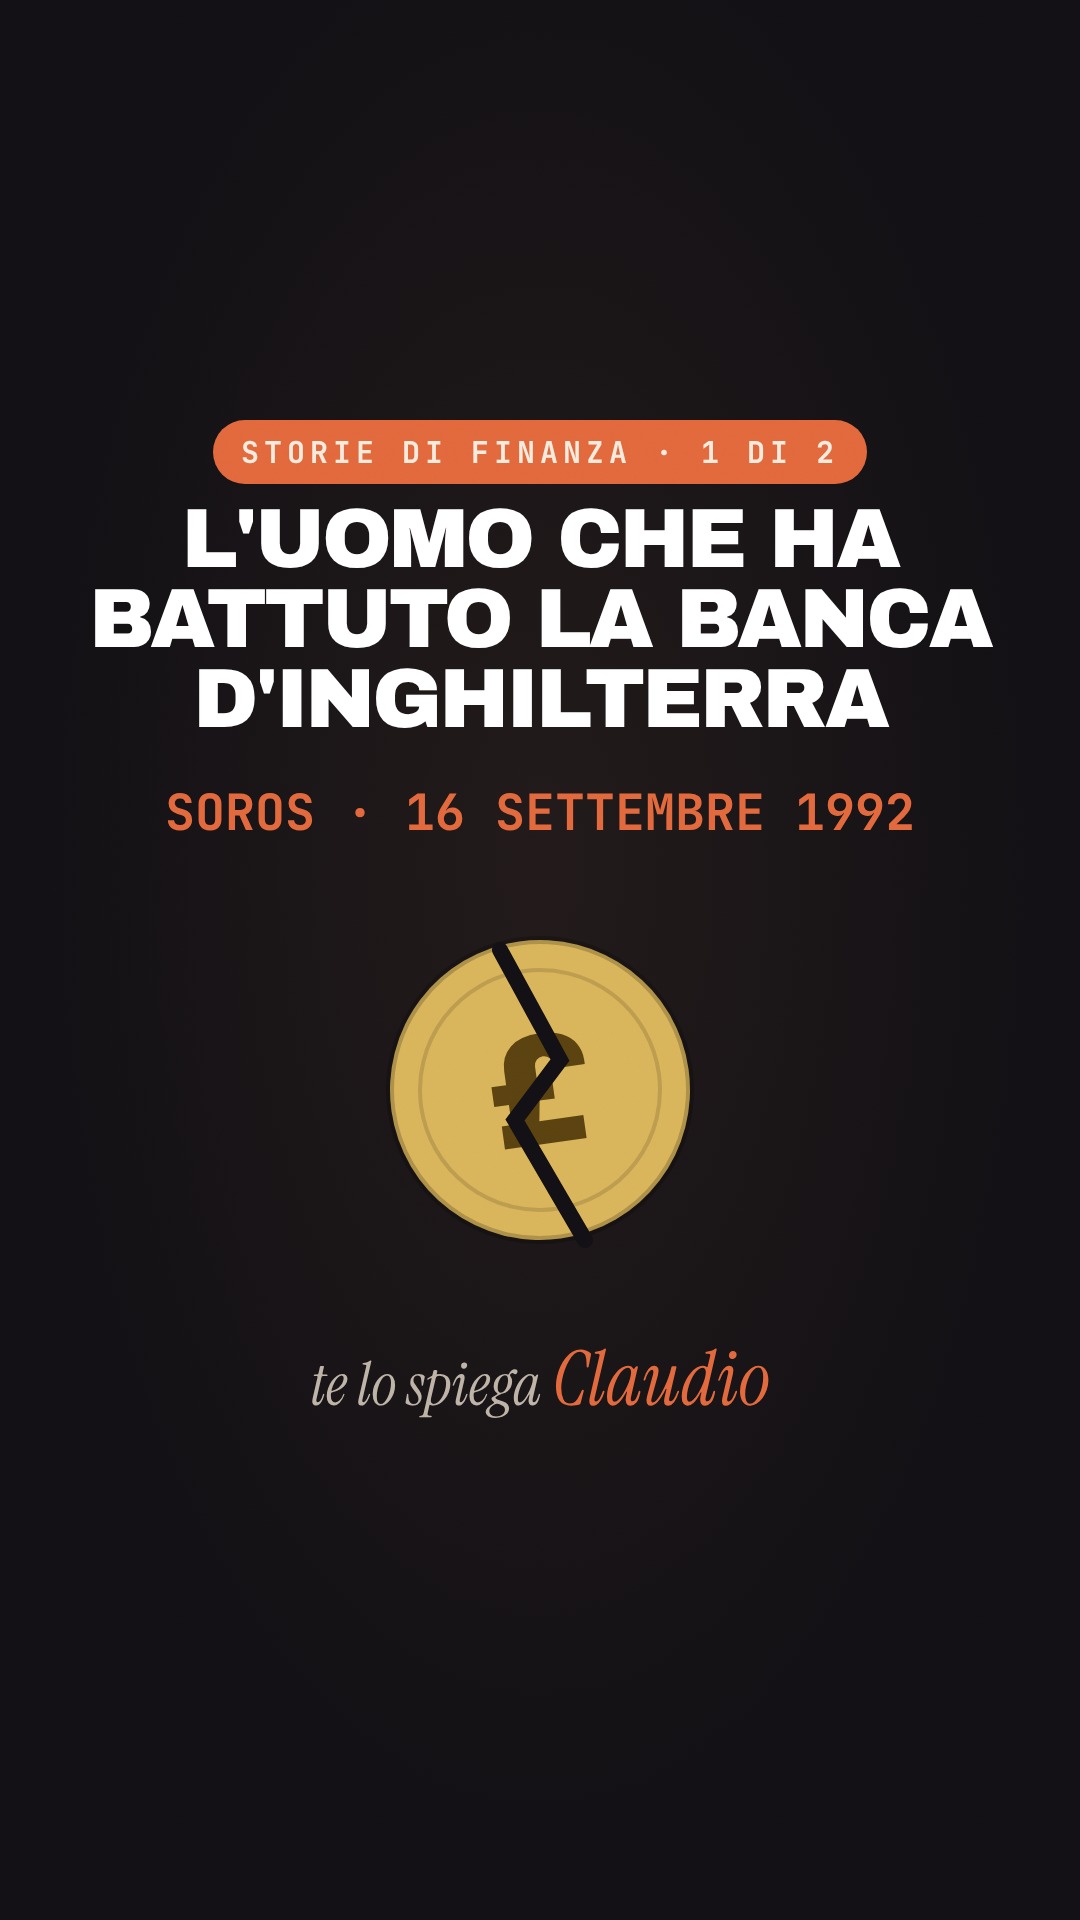 STORIE DI FINANZA · 1 DI 2
L'UOMO CHE HA
BATTUTO LA BANCA
D'INGHILTERRA
SOROS · 16 SETTEMBRE 1992
£
te lo spiega Claudio